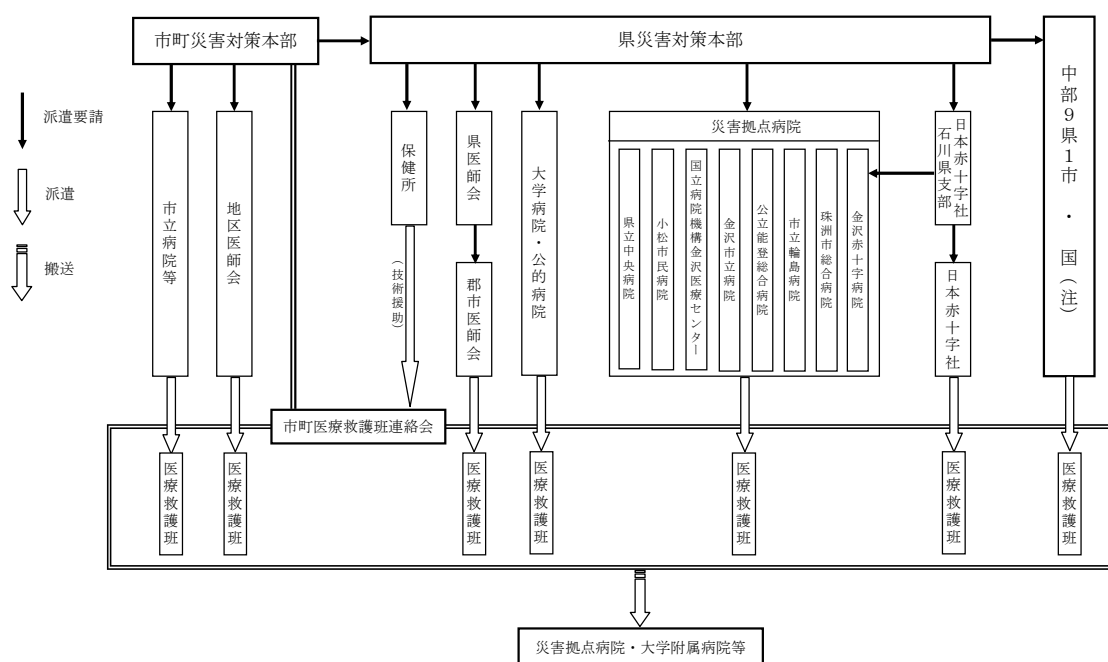 市町災害対策本部
県災害対策本部
中部9県1市・国(注)
派遣要請
派遣
搬送
市立病院等
地区医師会
保健所
(技術援助)
県医師会
郡市医師会
大学病院・公的病院
災害拠点病院
県立中央病院
小松市民病院
国立病院機構金沢医療センター
金沢市立病院
公立能登総合病院
市立輪島病院
珠洲市総合病院
金沢赤十字病院
日本赤十字社
石川県支部
日本赤十字社
市町医療救護班連絡会
医療救護班
医療救護班
医療救護班
医療救護班
医療救護班
医療救護班
医療救護班
災害拠点病院・大学附属病院等